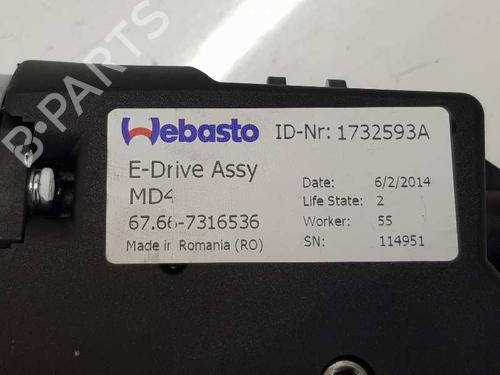 B-PARTS
Webasto
ID-Nr: 1732593A
E-Drive Assy
MD4
67.66-7316536
Made in Romania (RO)
Date: 6/2/2014
Life State: 2
Worker: 55
SN: 114951